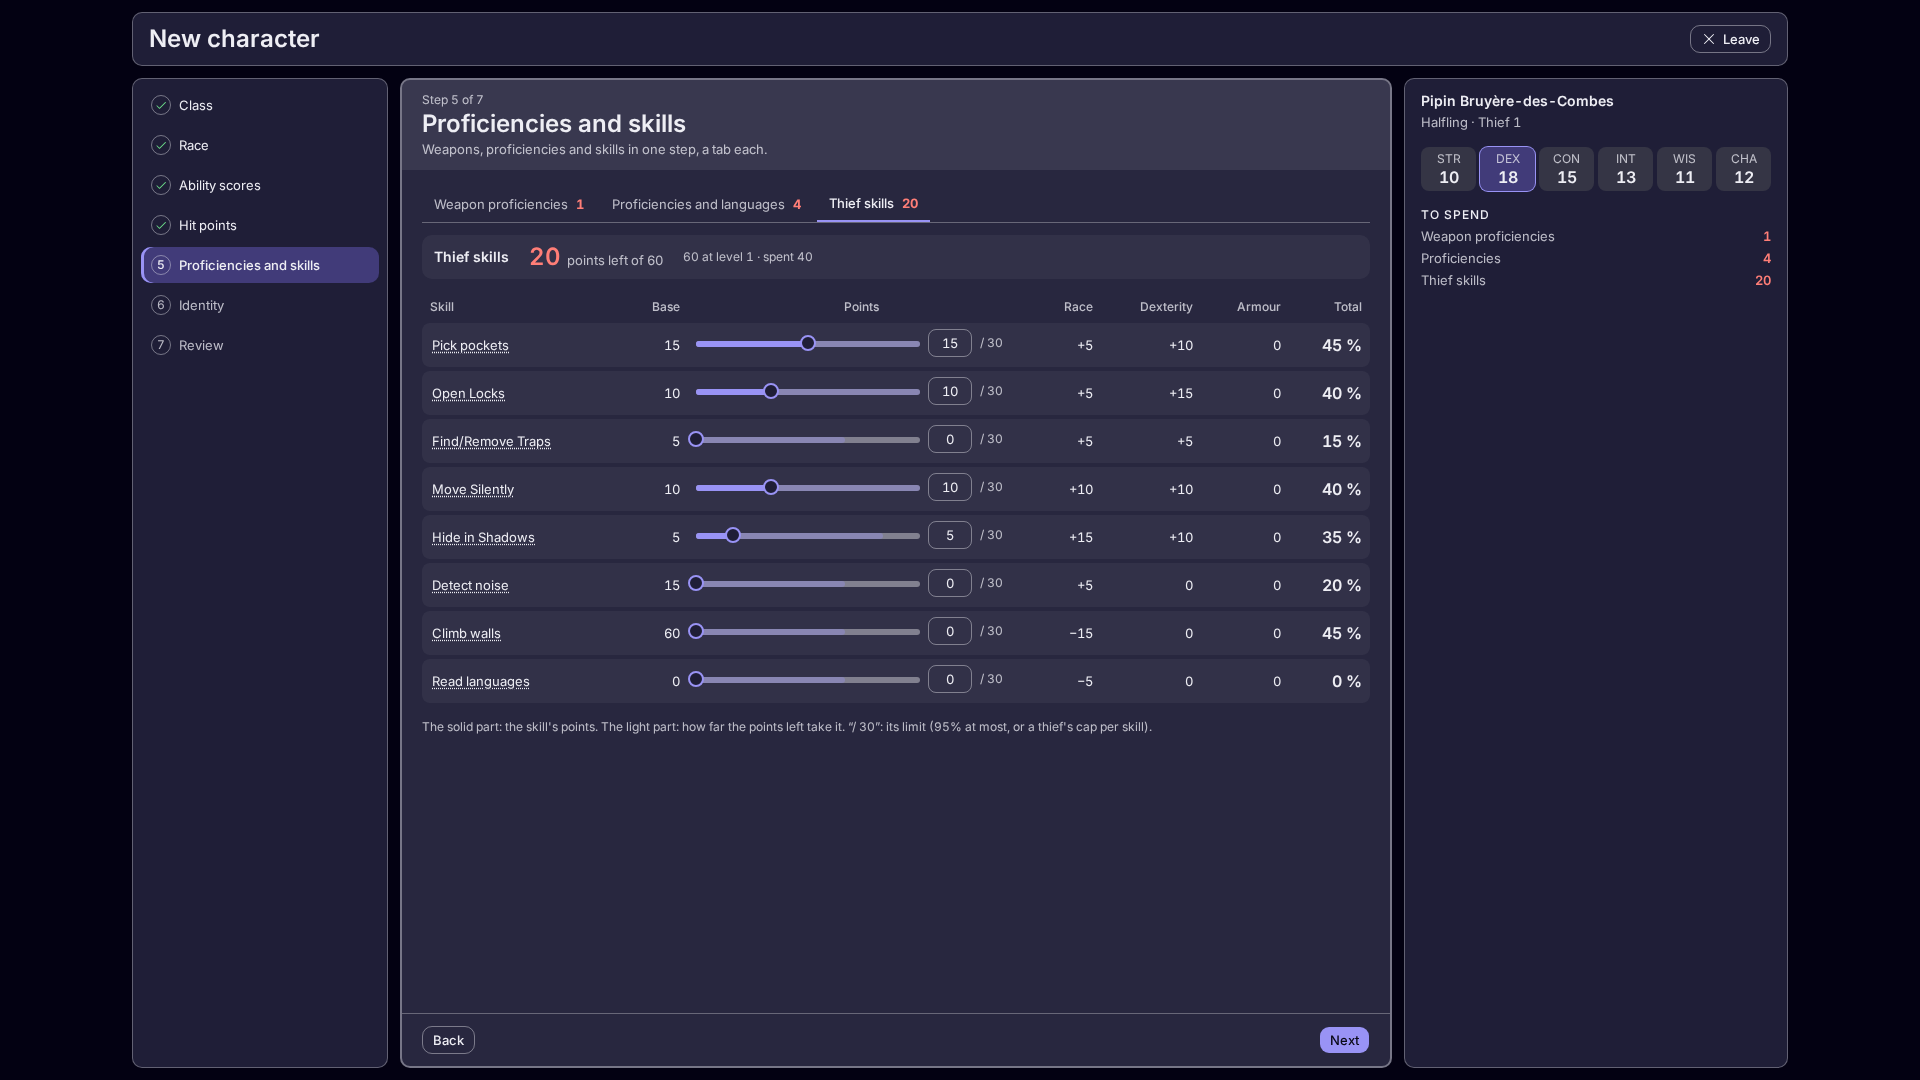 New character
Leave
Class
Race
Ability scores
Hit points
5 Proficiencies and skills
6 Identity
7 Review
Step 5 of 7
Proficiencies and skills
Weapons, proficiencies and skills in one step, a tab each.
Weapon proficiencies 1 Proficiencies and languages 4 Thief skills 20
Thief skills 20 points left of 60 60 at level 1 · spent 40
Skill Base Points Race Dexterity Armour Total
Pick pockets 15 15 / 30 +5 +10 0 45 %
Open Locks 10 10 / 30 +5 +15 0 40 %
Find/Remove Traps 5 0 / 30 +5 +5 0 15 %
Move Silently 10 10 / 30 +10 +10 0 40 %
Hide in Shadows 5 5 / 30 +15 +10 0 35 %
Detect noise 15 0 / 30 +5 0 0 20 %
Climb walls 60 0 / 30 −15 0 0 45 %
Read languages 0 0 / 30 −5 0 0 0 %
The solid part: the skill's points. The light part: how far the points left take it. “/ 30”: its limit (95% at most, or a thief's cap per skill).
Back
Next
Pipin Bruyère-des-Combes
Halfling · Thief 1
STR DEX CON INT WIS CHA
10 18 15 13 11 12
TO SPEND
Weapon proficiencies 1
Proficiencies 4
Thief skills 20